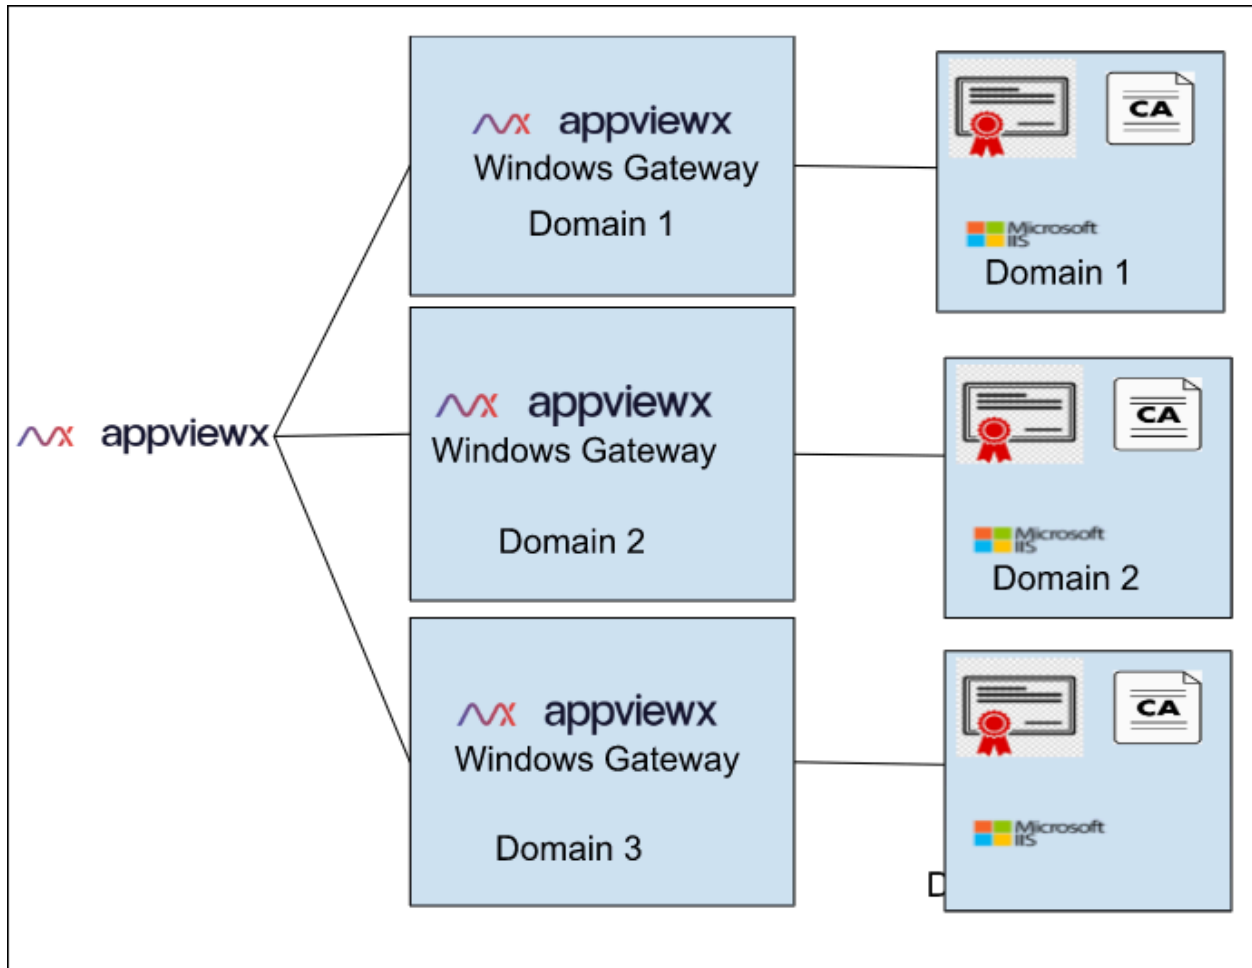 appviewx
appviewx
Windows Gateway
Domain 1
CA
Microsoft
IIS
Domain 1
appviewx
Windows Gateway
Domain 2
CA
Microsoft
IIS
Domain 2
appviewx
Windows Gateway
Domain 3
CA
Microsoft
IIS